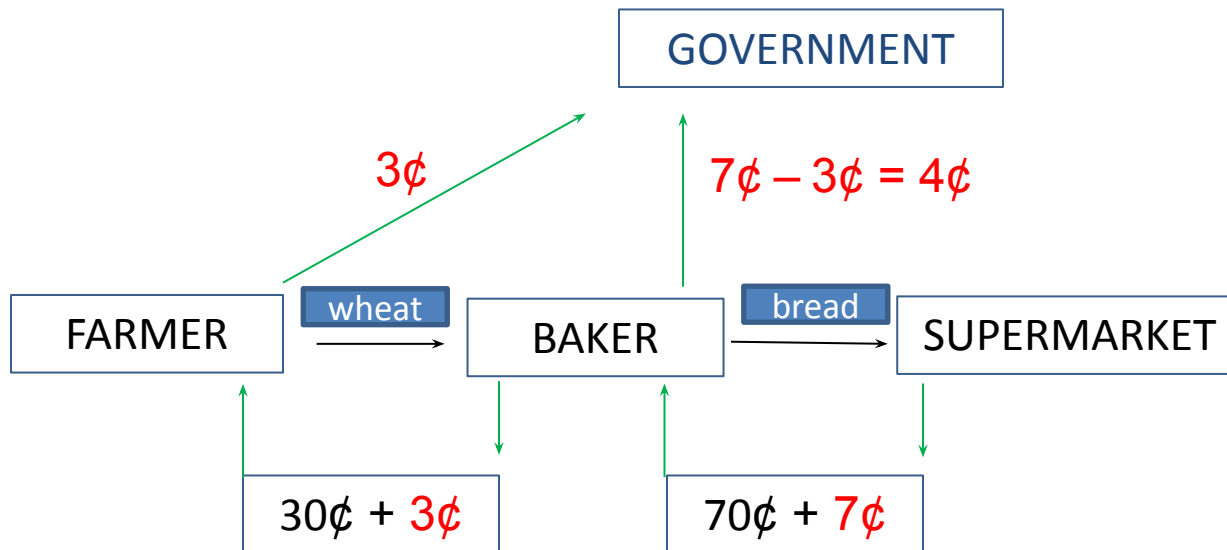 GOVERNMENT
3¢
7¢ – 3¢ = 4¢
wheat
bread
FARMER
BAKER
SUPERMARKET
30¢ + 3¢
70¢ + 7¢